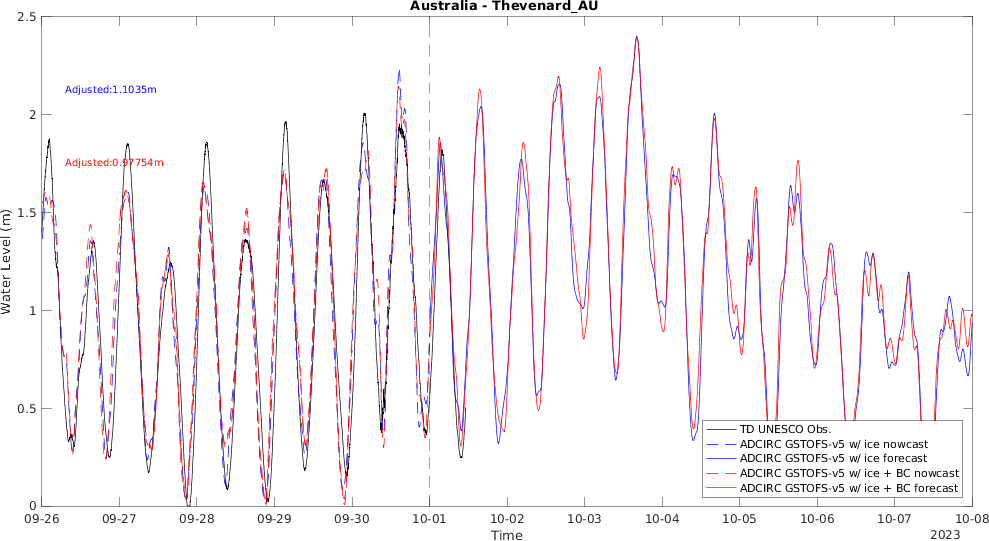 Australia - Thevenard_AU
2.5
2
1.5
1
0.5
0
Water Level (m)
Adjusted:1.1035m
Adjusted:0.97754m
TD UNESCO Obs.
ADCIRC GSTOFS-v5 w/ ice nowcast
ADCIRC GSTOFS-v5 w/ ice forecast
ADCIRC GSTOFS-v5 w/ ice + BC nowcast
ADCIRC GSTOFS-v5 w/ ice + BC forecast
09-26 09-27 09-28 09-29 09-30 10-01 10-02 10-03 10-04 10-05 10-06 10-07 10-08
Time
2023